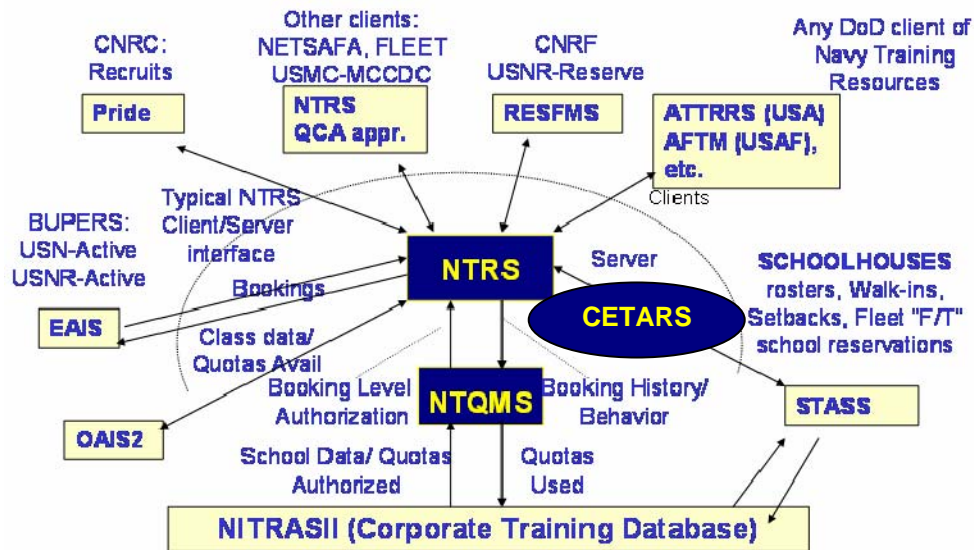 CNRC:
Recruits
Pride
Other clients:
NETSAFA, FLEET
USMC-MCCDC
NTRS
QCA appr.
CNRF
USNR-Reserve
RESFMS
Any DoD client of
Navy Training
Resources
ATTRRS (USA)
AFTM (USAF),
etc.
Clients
Typical NTRS
Client/Server
interface
BUPERS:
USN-Active
USNR-Active
EAIS
Bookings
NTRS
Server
CETARS
SCHOOLHOUSES
rosters, Walk-ins,
Setbacks, Fleet "F/T"
school reservations
Class data/
Quotas Avail
OAIS2
Booking Level
Authorization
NTQMS
Booking History/
Behavior
STASS
School Data/ Quotas
Authorized
Quotas
Used
NITRASII (Corporate Training Database)